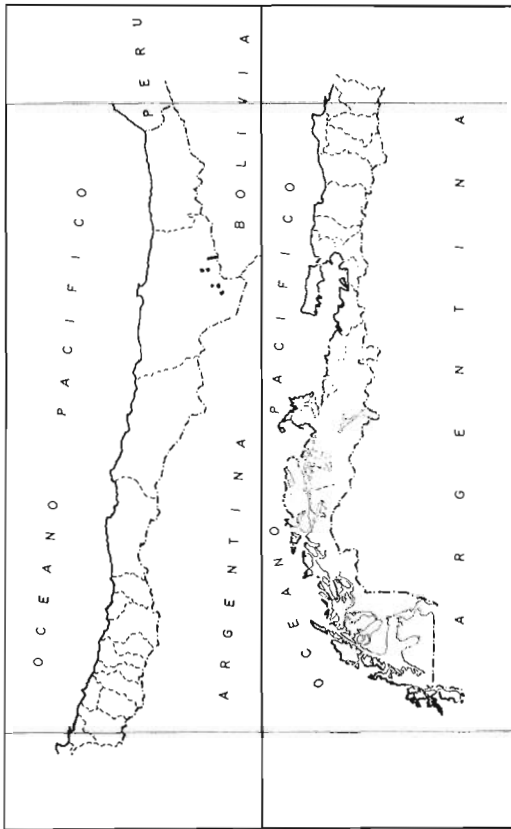 OCEANO PACIFICO
PERU
BOLIVIA
ARGENTINA
OCEANO PACIFICO
ARGENTINA